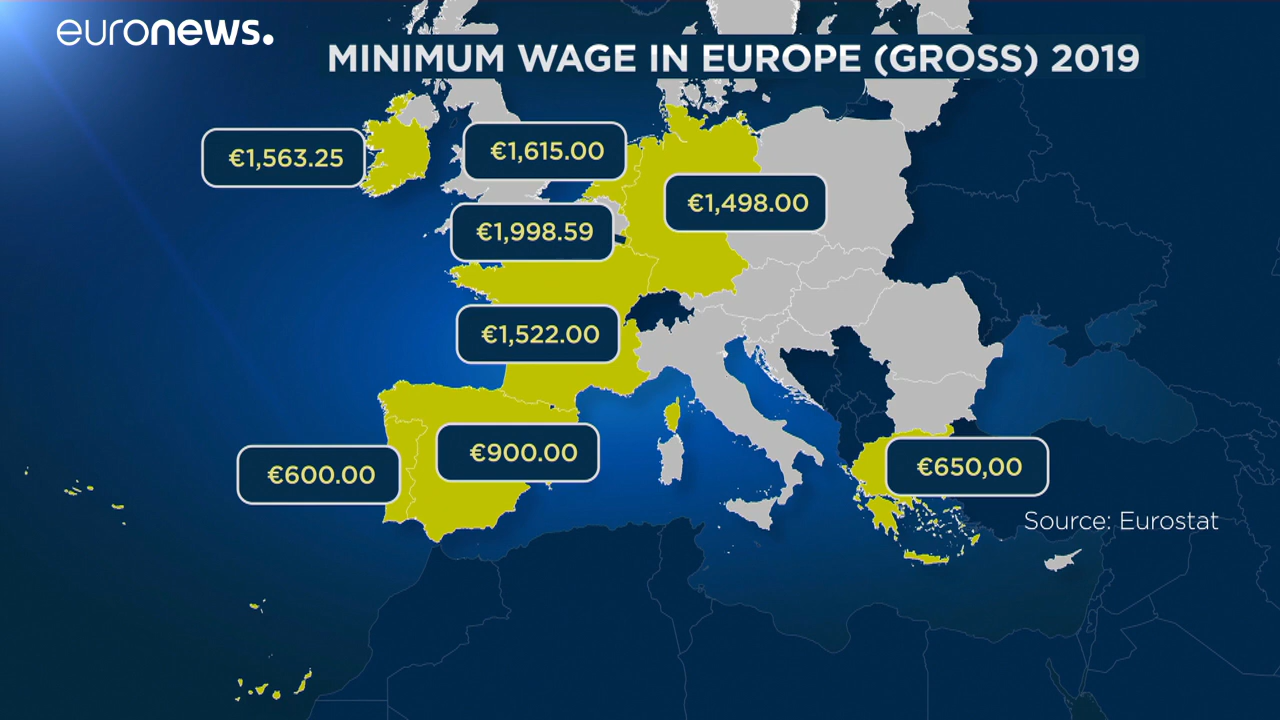 euronews.
MINIMUM WAGE IN EUROPE (GROSS) 2019
€1,563.25
€1,615.00
€1,498.00
€1,998.59
€1,522.00
€900.00
€600.00
€650,00
Source: Eurostat